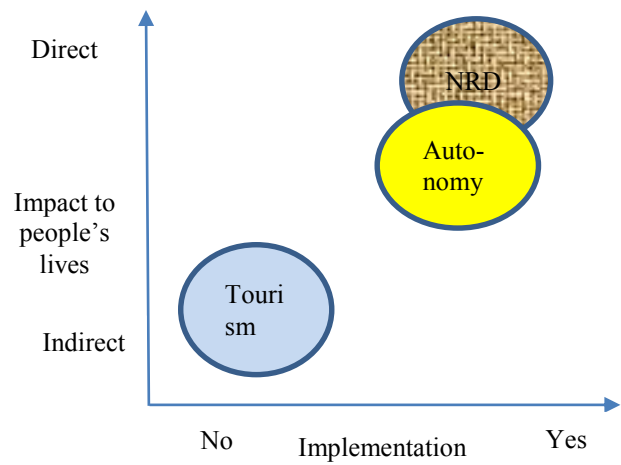 Direct
NRD
Auto-
nomy
Impact to
people's
lives
Touri
sm
Indirect
No
Implementation
Yes